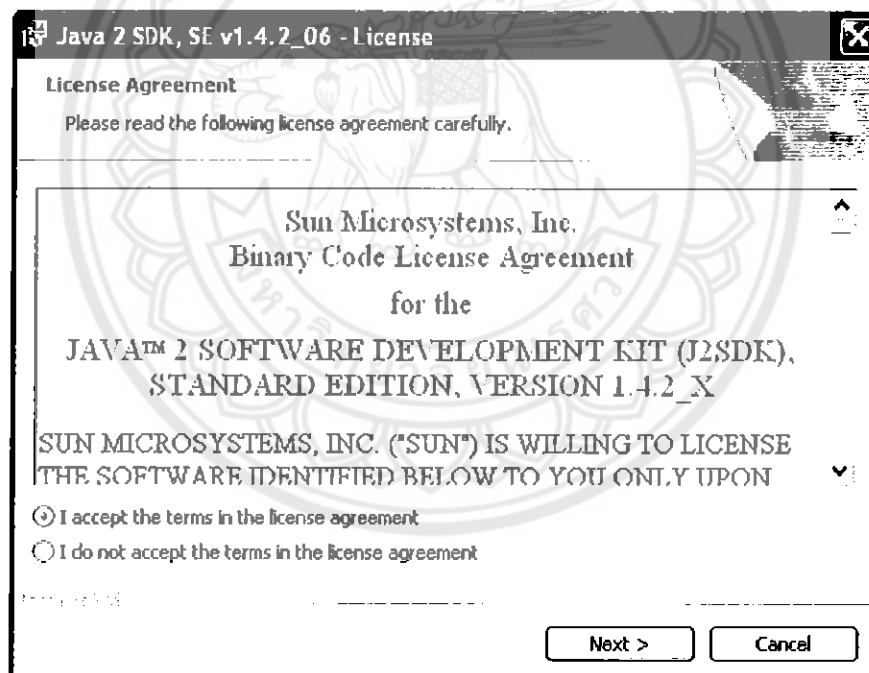 Java 2 SDK, SE v1.4.2_06 - License
License Agreement
Please read the following license agreement carefully.
Sun Microsystems, Inc.
Binary Code License Agreement
for the
JAVA™ 2 SOFTWARE DEVELOPMENT KIT (J2SDK),
STANDARD EDITION, VERSION 1.4.2_X
SUN MICROSYSTEMS, INC. ("SUN") IS WILLING TO LICENSE
THE SOFTWARE IDENTIFIED BELOW TO YOU ONLY UPON
I accept the terms in the license agreement
I do not accept the terms in the license agreement
Next >
Cancel